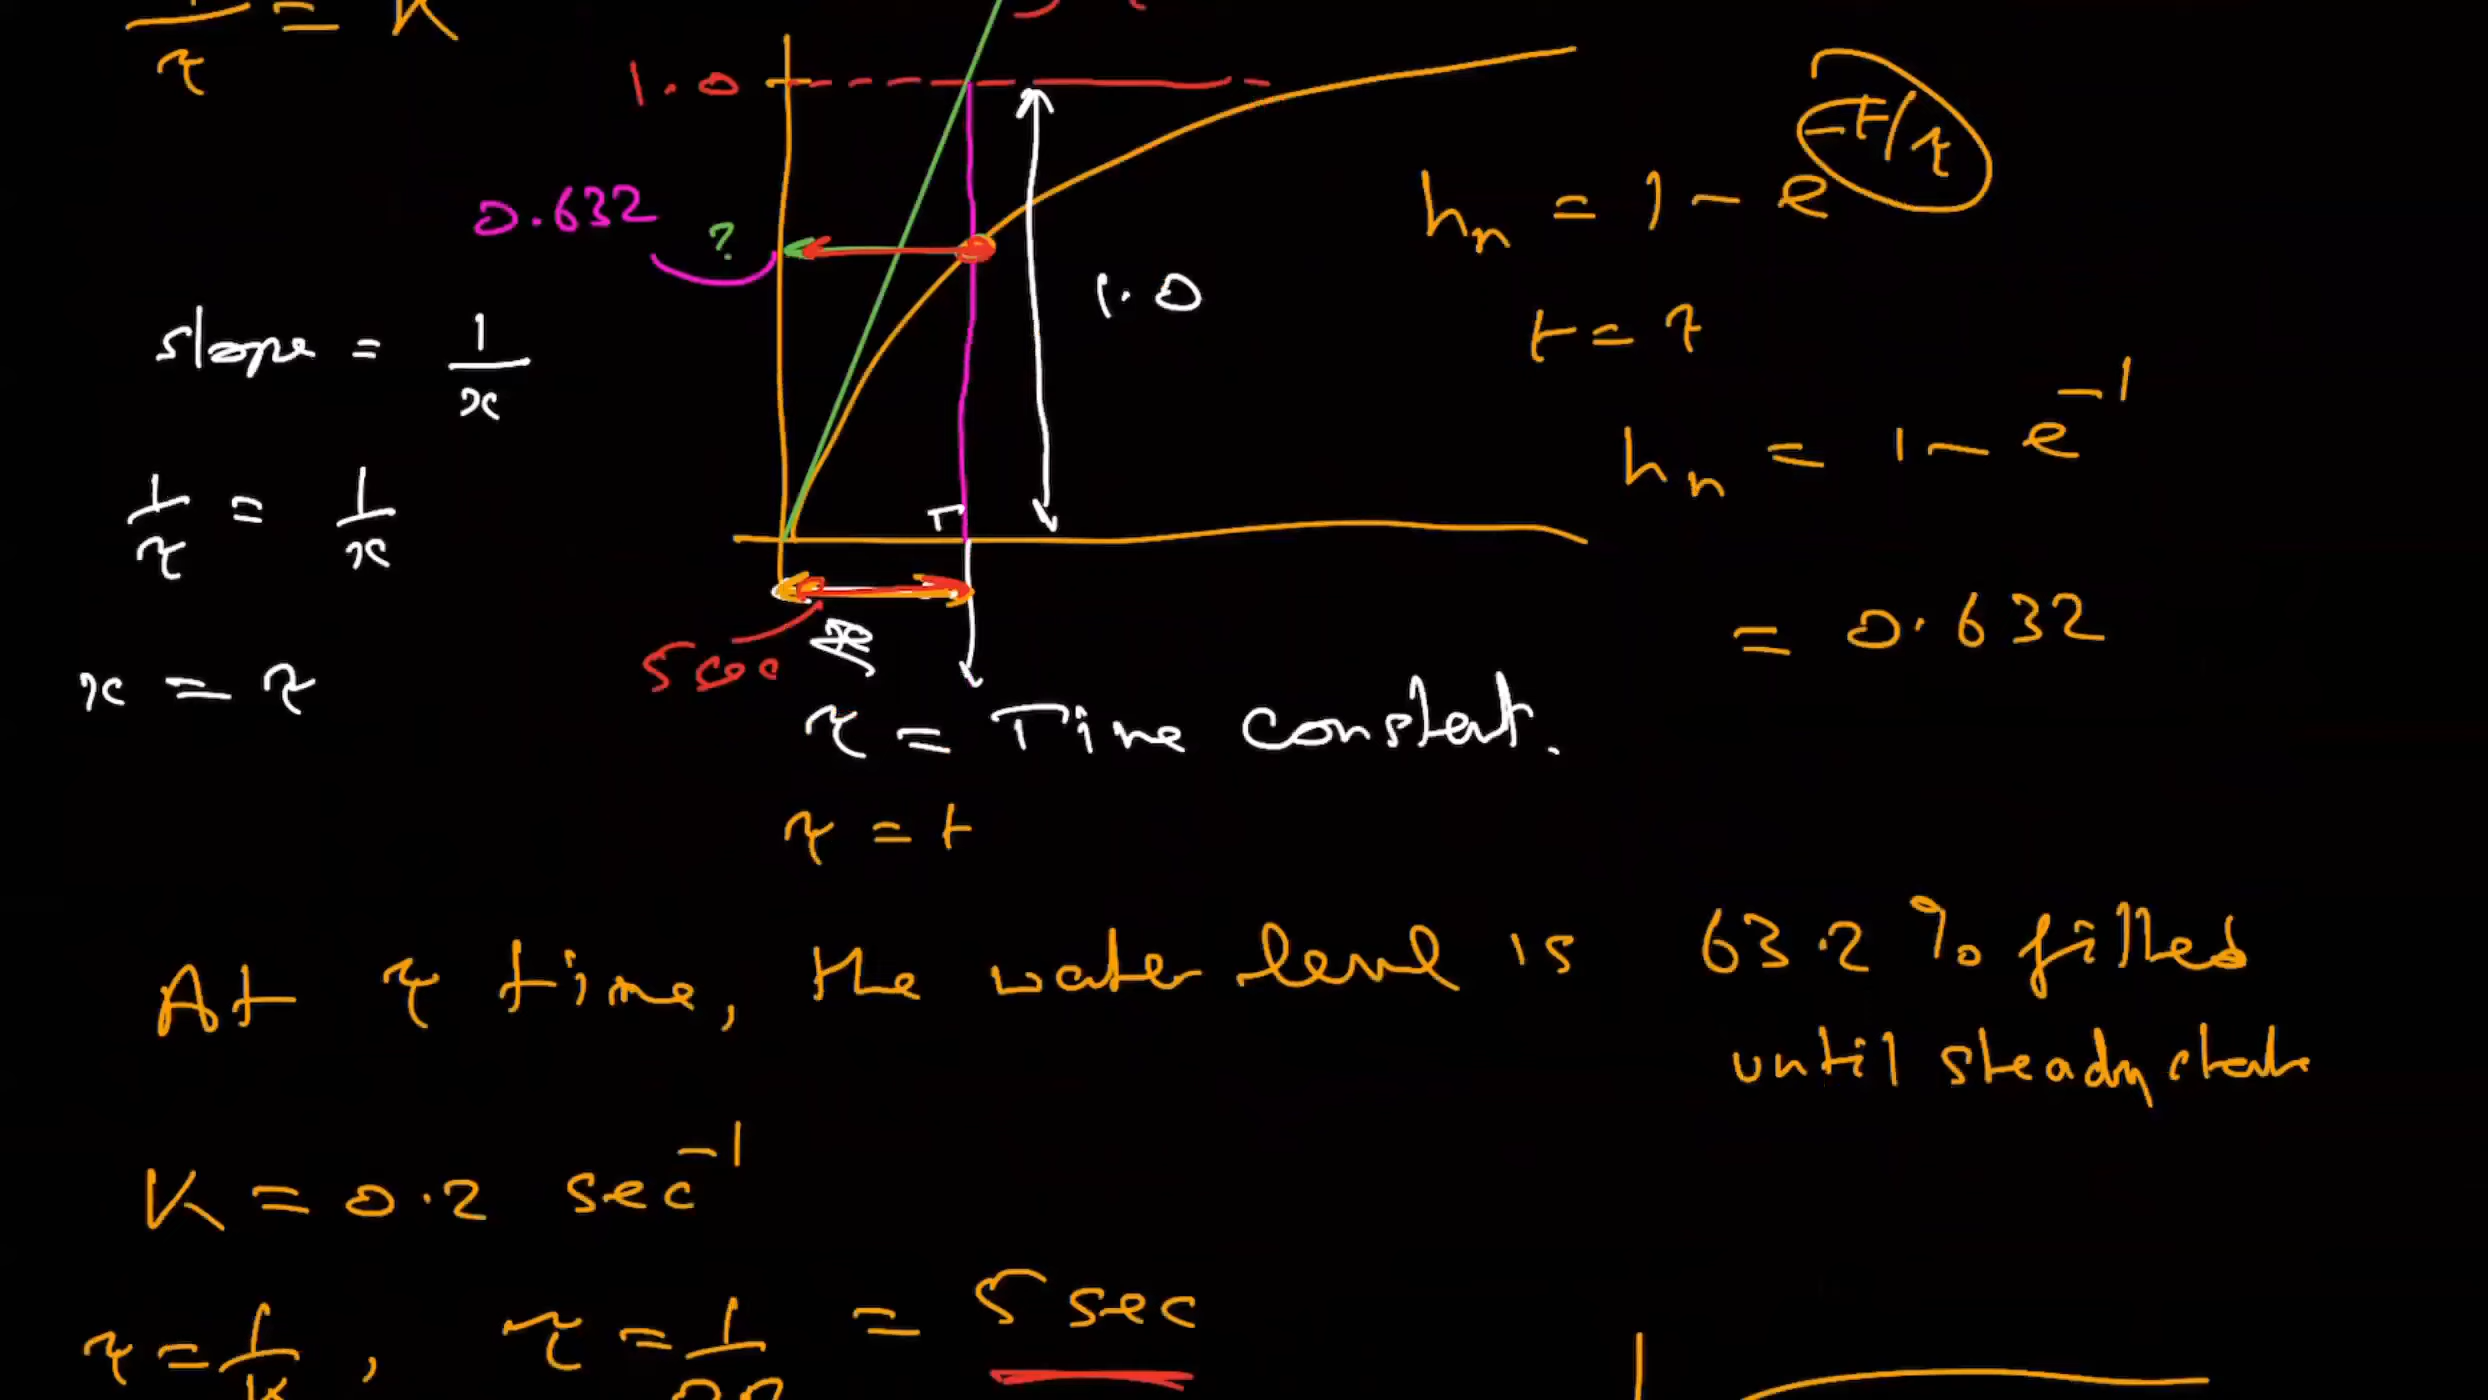 1/τ = K
1.0
-t/τ
hn = 1 - e
0.632
?
1.0
slope = 1/x
t = τ
hn = 1 - e^-1
1/τ = 1/x
= 0.632
5 sec
x
x = τ
τ = Time constant.
τ = t
At τ time, the water level is 63.2% filled
until steady state
K = 0.2 sec^-1
τ = 1/K , τ = 1/0.2 = 5 sec